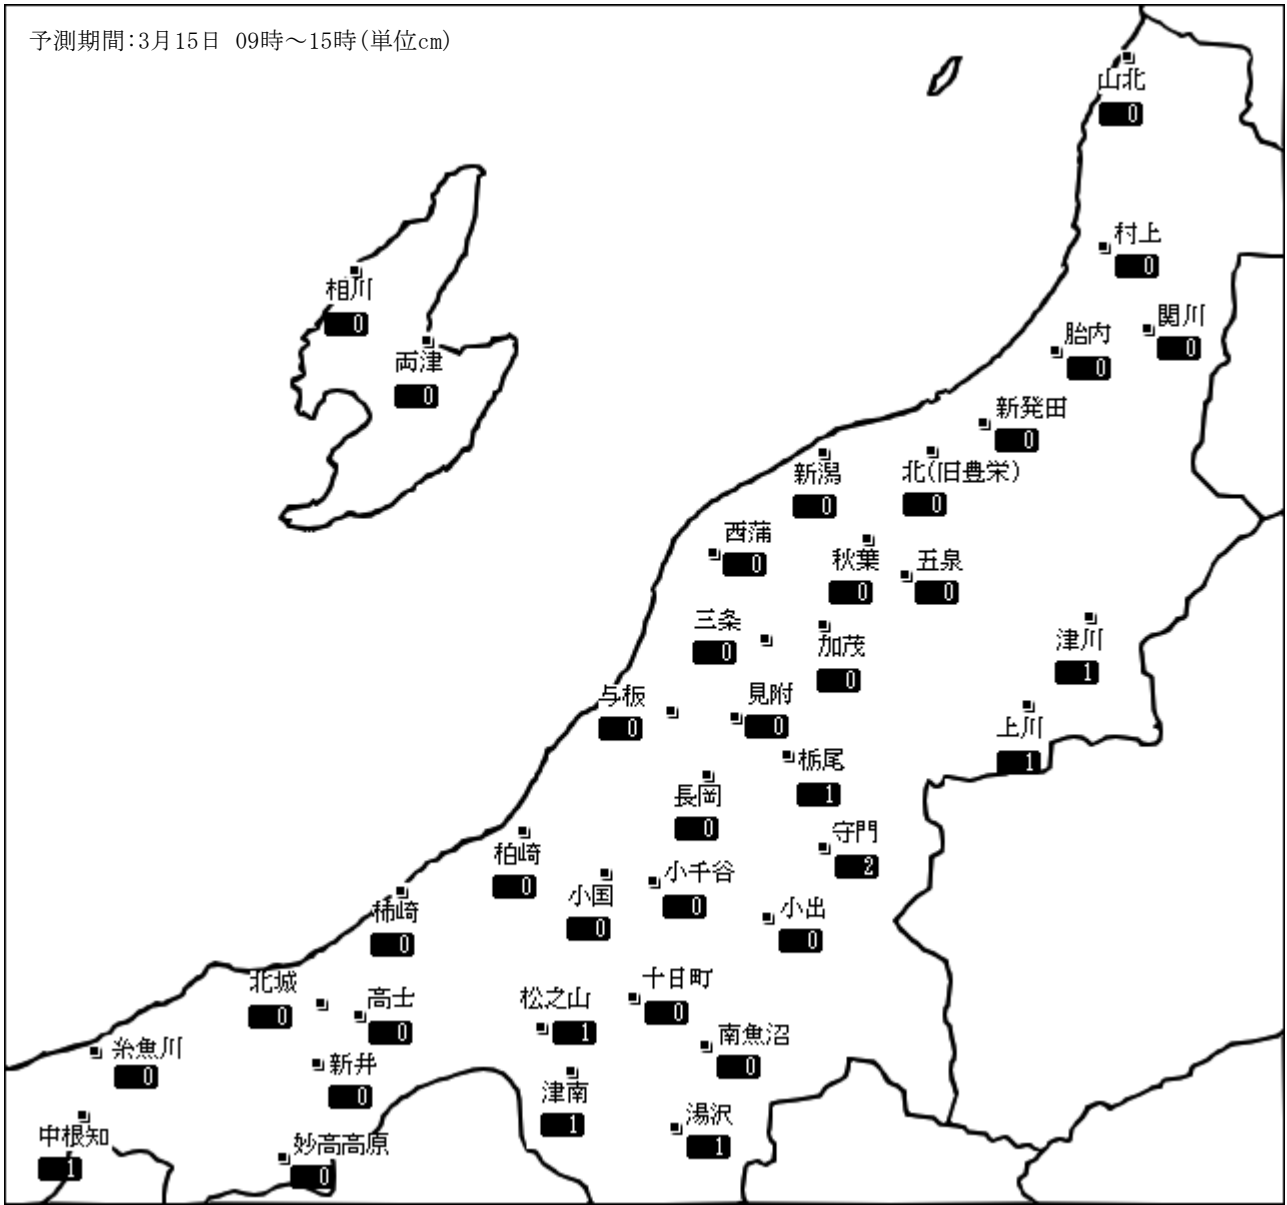 予測期間:3月15日 09時～15時(単位cm)
山北
0
村上
0
相川
0
関川
0
胎内
0
両津
0
新発田
0
新潟
0
北(旧豊栄)
0
西蒲
0
秋葉
0
五泉
0
三条
0
加茂
0
津川
1
与板
0
見附
0
上川
1
栃尾
1
長岡
0
守門
2
柏崎
0
小国
0
小千谷
0
小出
0
柿崎
0
北城
0
高士
0
松之山
1
十日町
0
南魚沼
0
糸魚川
0
新井
0
津南
1
湯沢
1
中根知
1
妙高高原
0